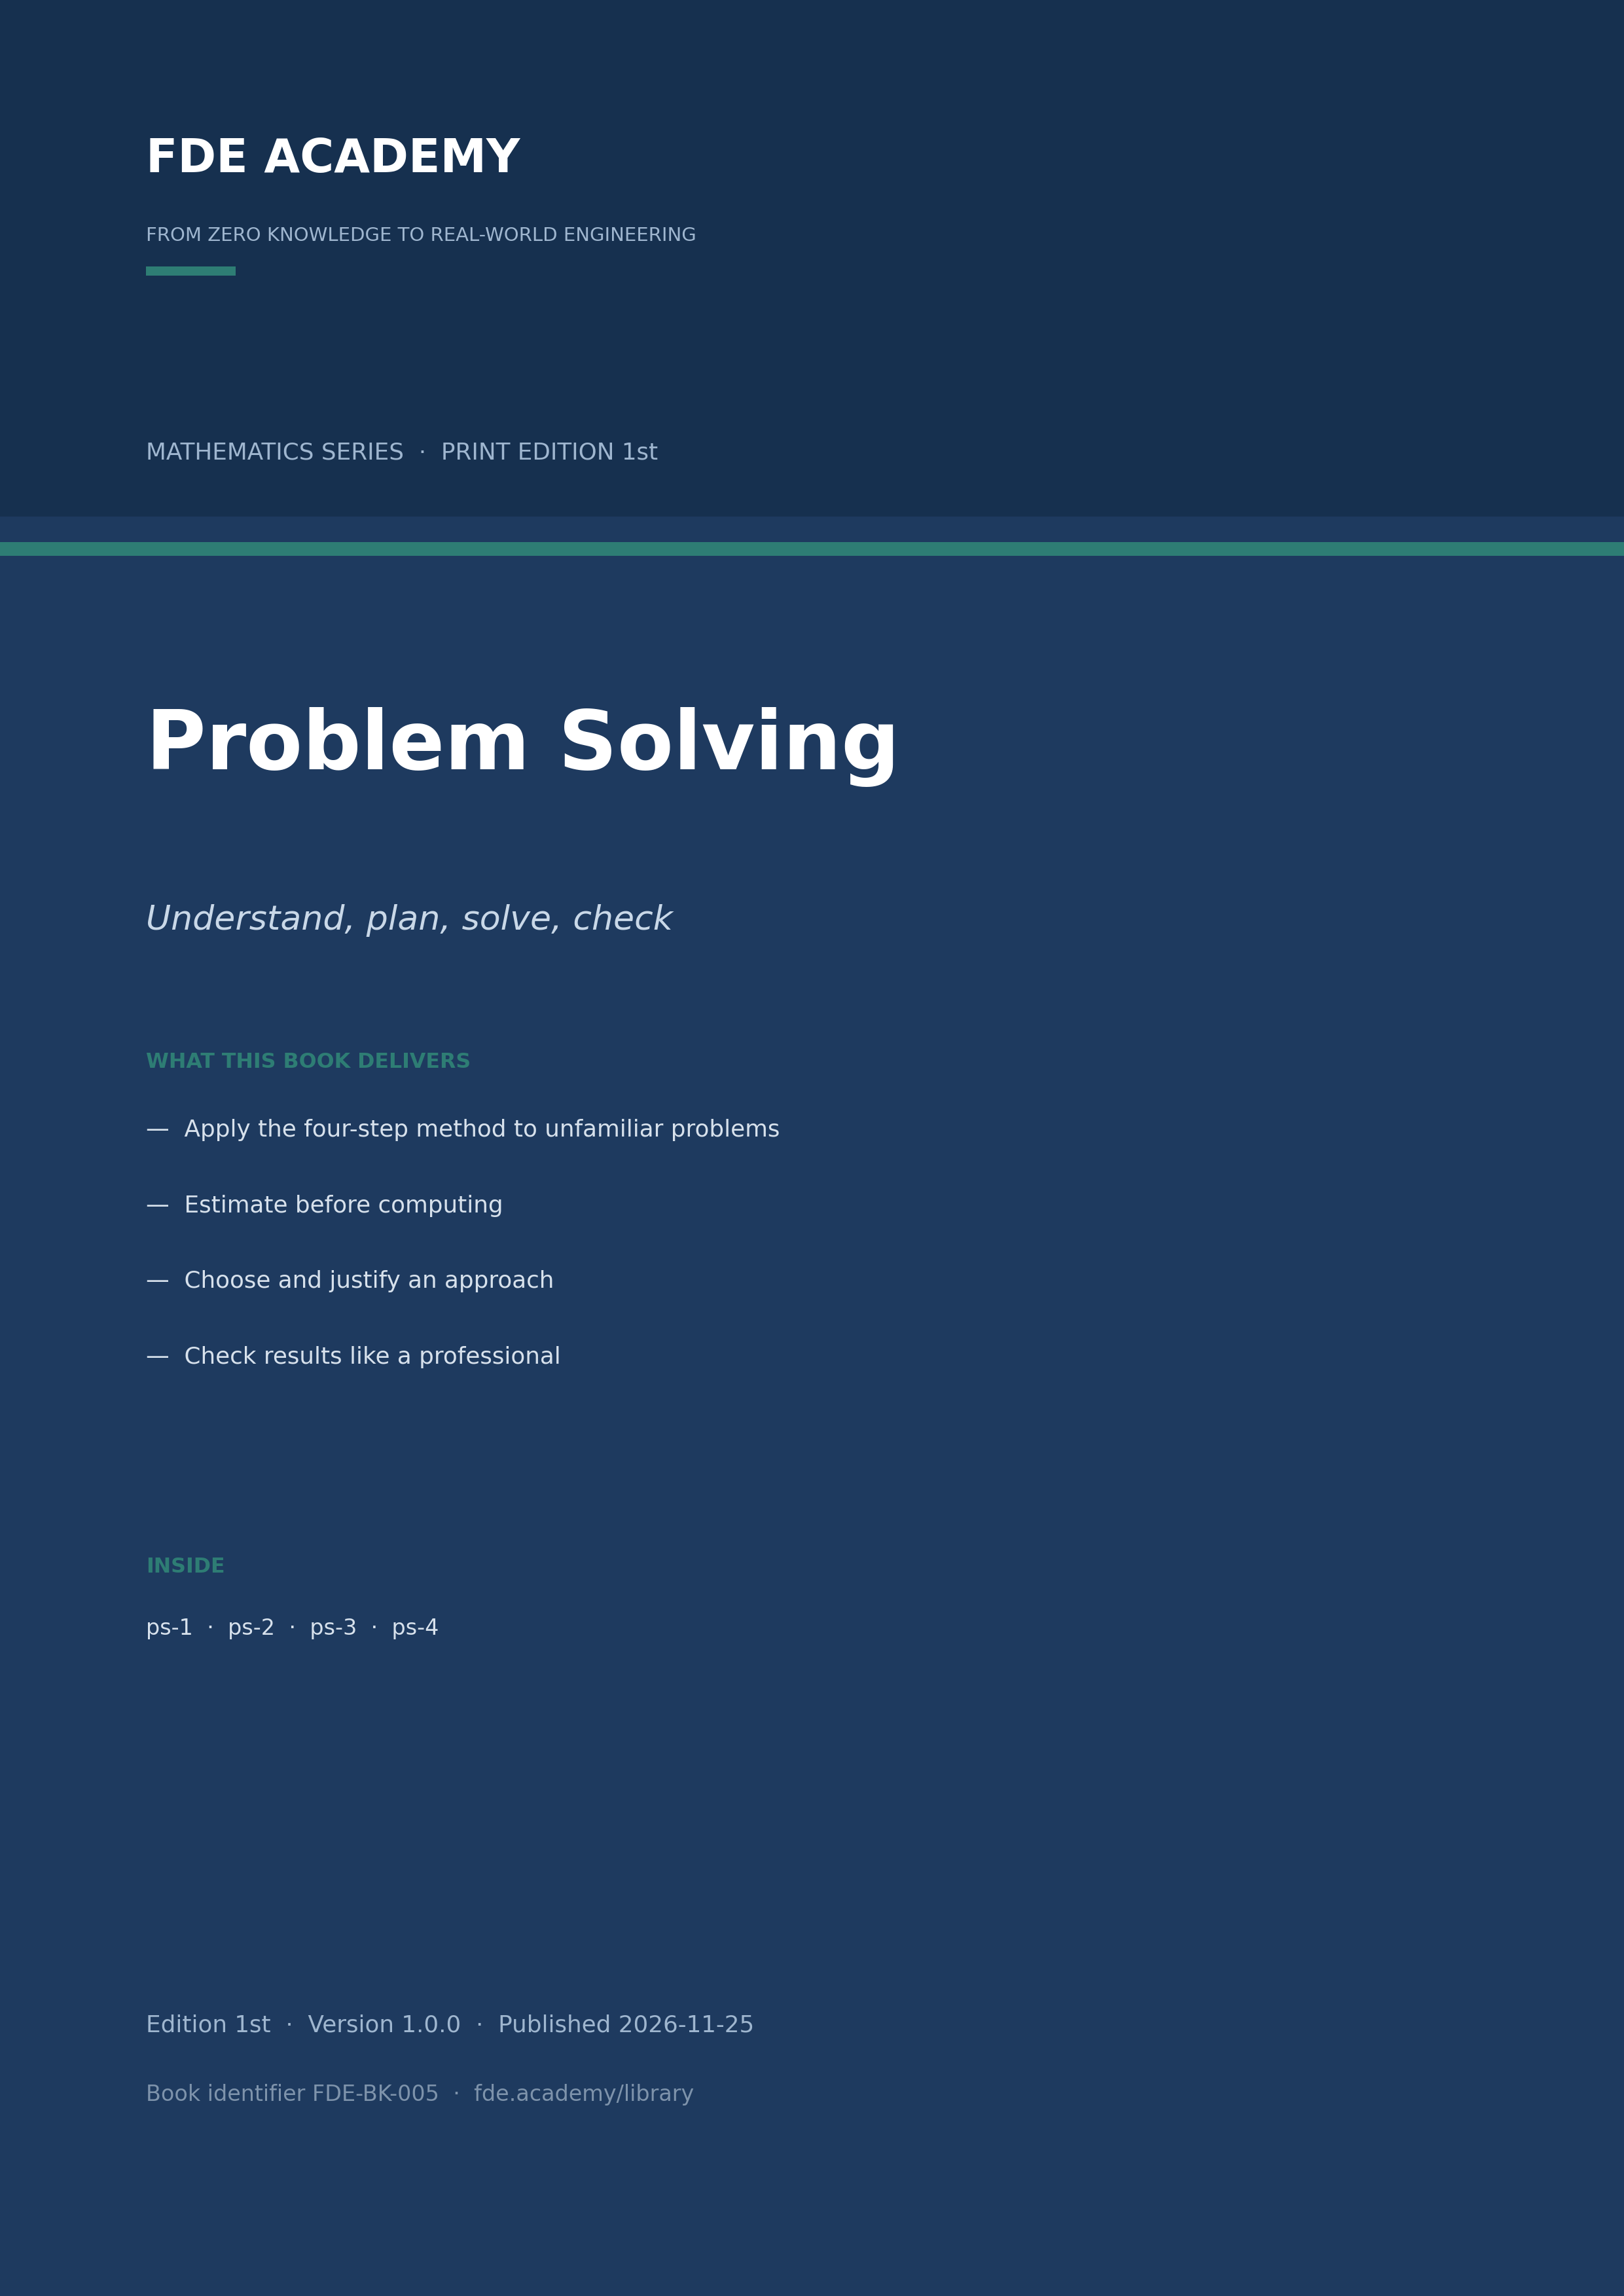 FDE ACADEMY
FROM ZERO KNOWLEDGE TO REAL-WORLD ENGINEERING
MATHEMATICS SERIES · PRINT EDITION 1st
Problem Solving
Understand, plan, solve, check
WHAT THIS BOOK DELIVERS
— Apply the four-step method to unfamiliar problems
— Estimate before computing
— Choose and justify an approach
— Check results like a professional
INSIDE
ps-1 · ps-2 · ps-3 · ps-4
Edition 1st · Version 1.0.0 · Published 2026-11-25
Book identifier FDE-BK-005 · fde.academy/library